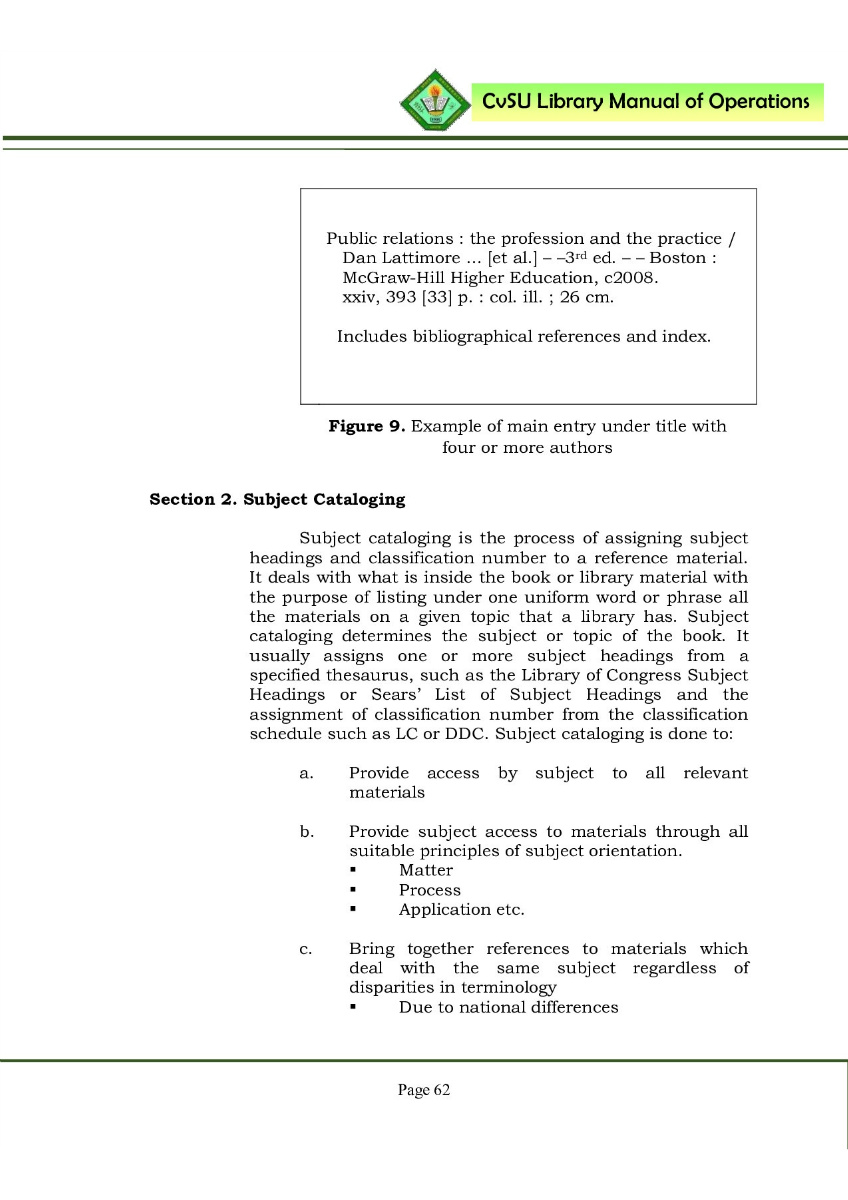 CvSU Library Manual of Operations
Public relations : the profession and the practice /
Dan Lattimore ... [et al.] – –3rd ed. – – Boston :
McGraw-Hill Higher Education, c2008.
xxiv, 393 [33] p. : col. ill. ; 26 cm.
Includes bibliographical references and index.
Figure 9. Example of main entry under title with
four or more authors
Section 2. Subject Cataloging
Subject cataloging is the process of assigning subject
headings and classification number to a reference material.
It deals with what is inside the book or library material with
the purpose of listing under one uniform word or phrase all
the materials on a given topic that a library has. Subject
cataloging determines the subject or topic of the book. It
usually assigns one or more subject headings from a
specified thesaurus, such as the Library of Congress Subject
Headings or Sears’ List of Subject Headings and the
assignment of classification number from the classification
schedule such as LC or DDC. Subject cataloging is done to:
a. Provide access by subject to all relevant
materials
b. Provide subject access to materials through all
suitable principles of subject orientation.
▪ Matter
▪ Process
▪ Application etc.
c. Bring together references to materials which
deal with the same subject regardless of
disparities in terminology
▪ Due to national differences
Page 62